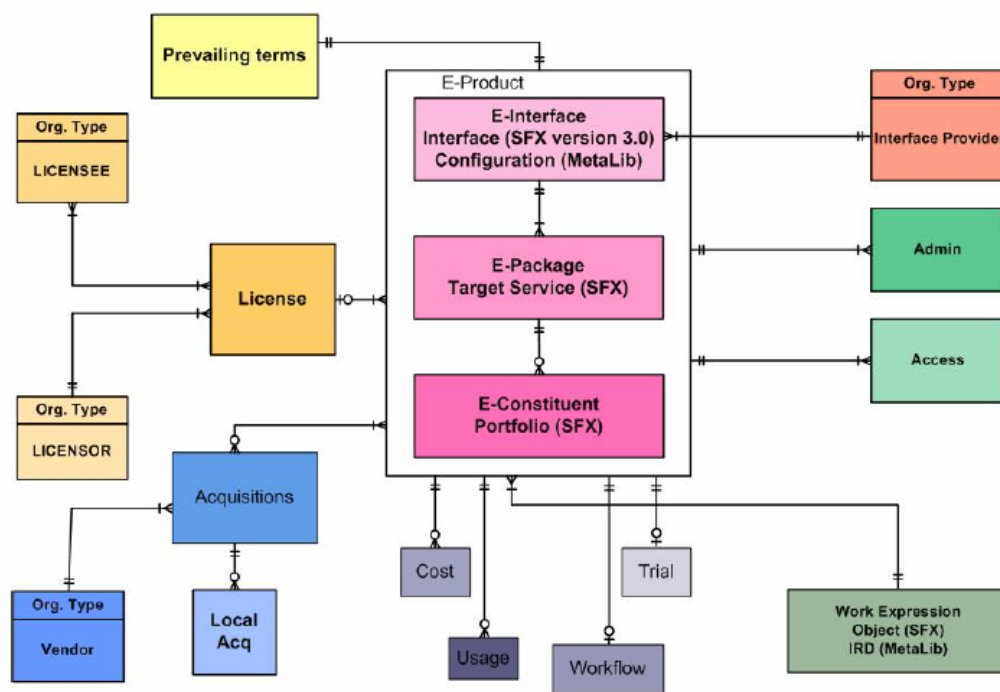 Prevailing terms
E-Product
E-Interface
Interface (SFX version 3.0)
Configuration (MetaLib)
Org. Type
Interface Provider
Org. Type
LICENSEE
E-Package
Target Service (SFX)
Admin
License
Access
E-Constituent
Portfolio (SFX)
Org. Type
LICENSOR
Acquisitions
Cost
Trial
Org. Type
Vendor
Local
Acq
Usage
Workflow
Work Expression
Object (SFX)
IRD (MetaLib)